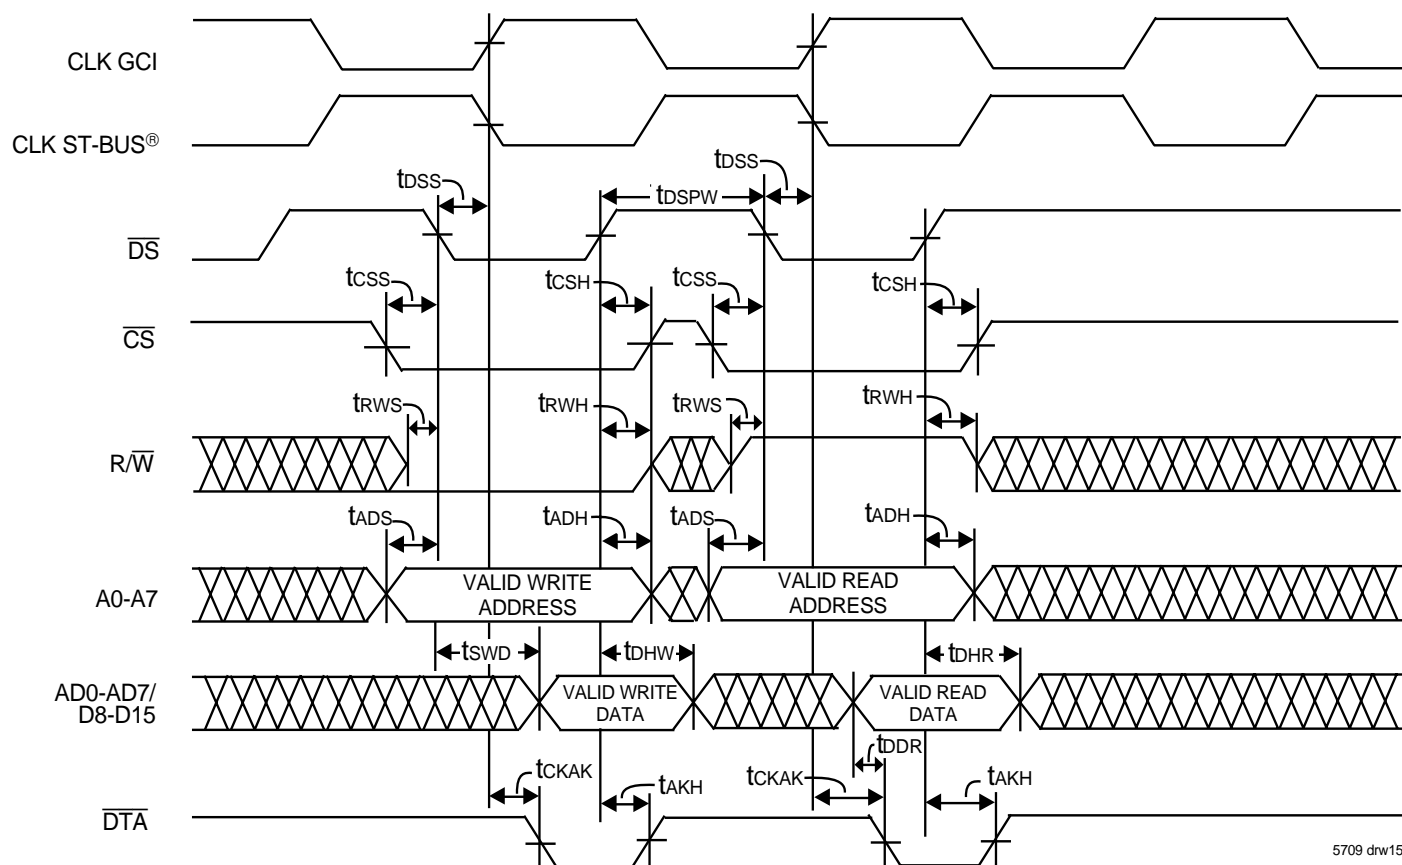 CLK GCI
CLK ST-BUS®
tDSS
tDSPW
tDSS
DS
tCSS
tCSH
tCSS
tCSH
CS
tRWS
tRWH
tRWS
tRWH
R/W
tADS
tADH
tADS
tADH
A0-A7
VALID WRITE
ADDRESS
VALID READ
ADDRESS
tSWD
tDHW
tDHR
AD0-AD7/
D8-D15
VALID WRITE
DATA
VALID READ
DATA
tDDR
tCKAK
tAKH
tCKAK
tAKH
DTA
5709 drw15